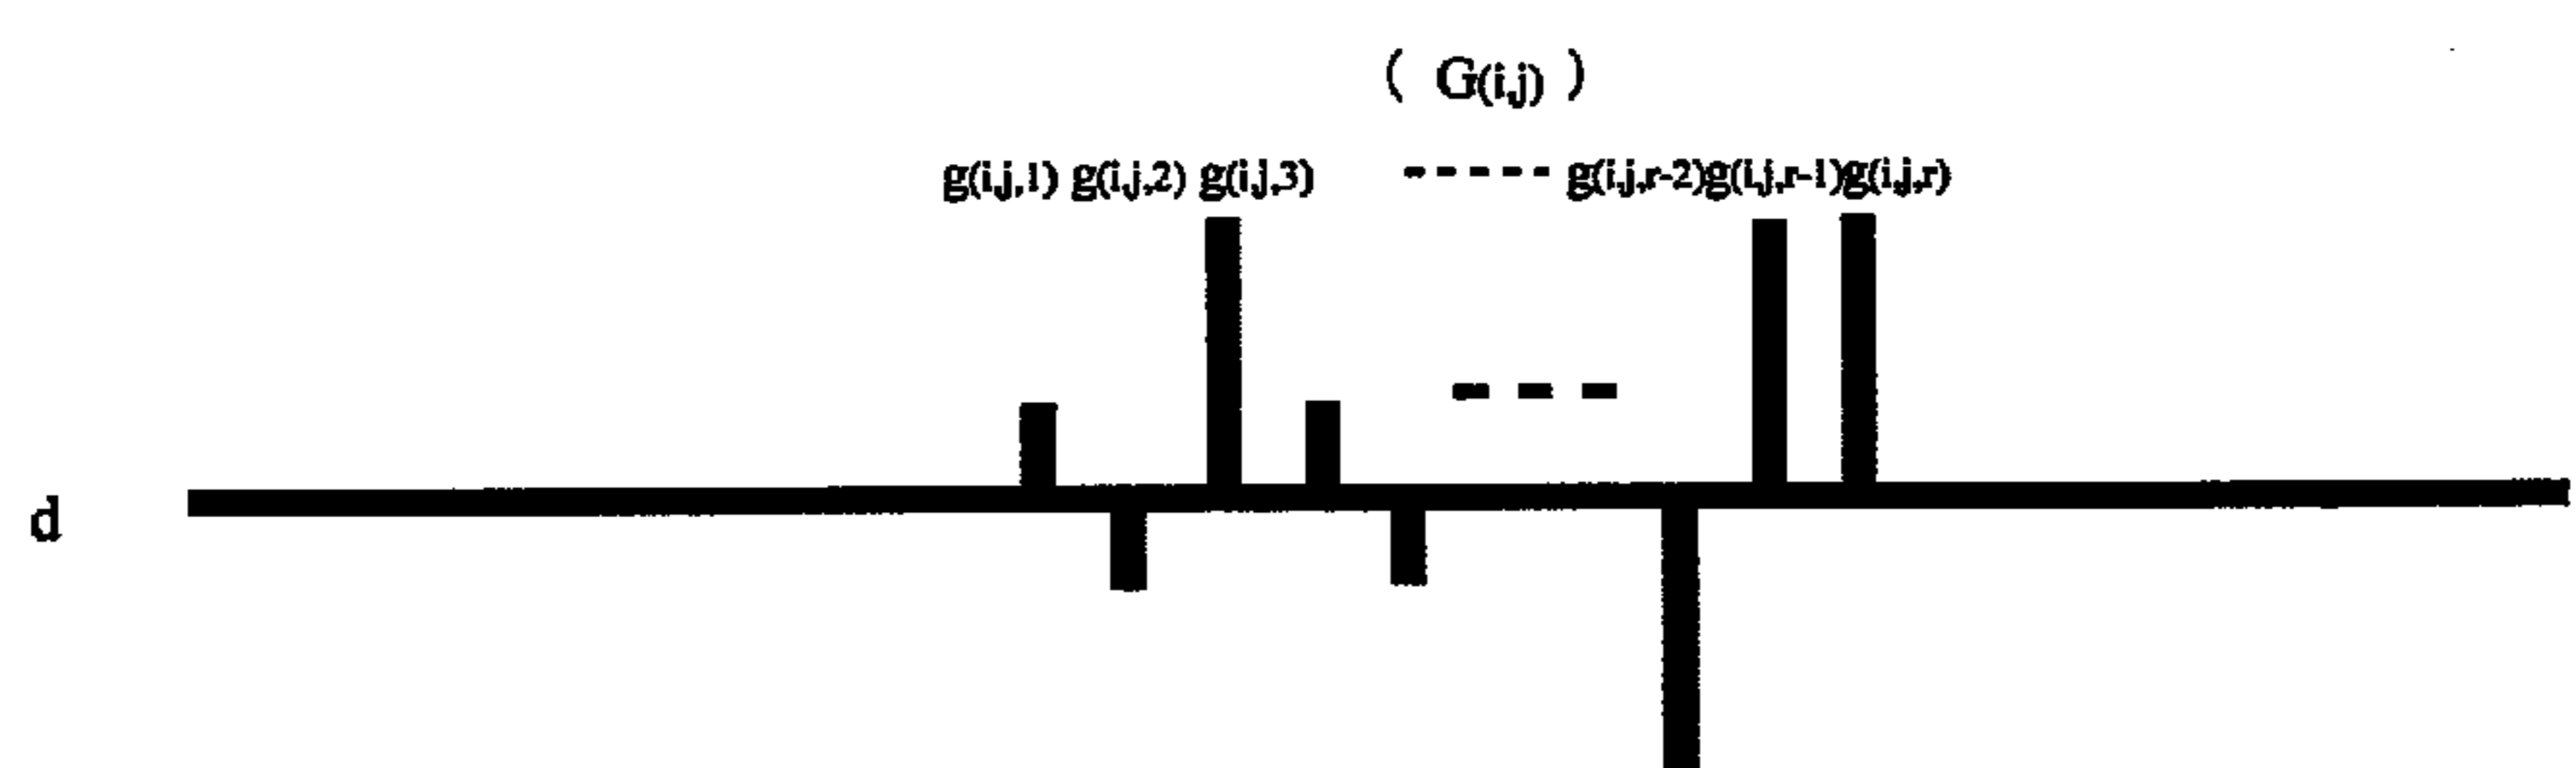 ( G(i,j) )
g(i,j,1) g(i,j,2) g(i,j,3) ----- g(i,j,r-2)g(i,j,r-1)g(i,j,r)
d